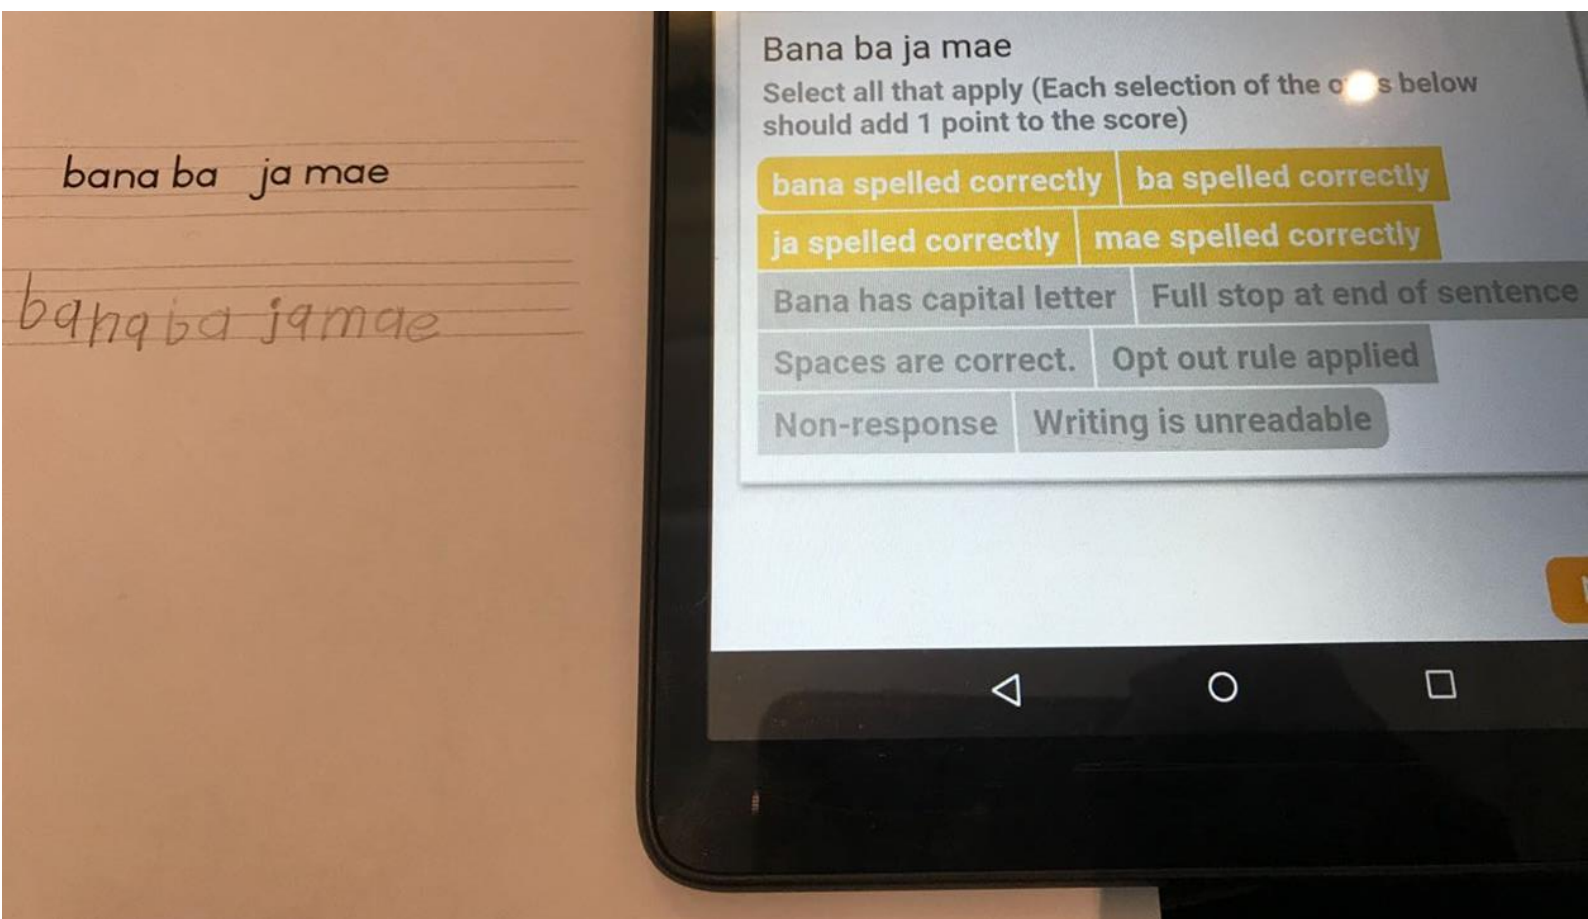 bana ba ja mae
banaba jamae
Bana ba ja mae
Select all that apply (Each selection of the below
should add 1 point to the score)
bana spelled correctly ba spelled correctly
ja spelled correctly mae spelled correctly
Bana has capital letter Full stop at end of sentence
Spaces are correct. Opt out rule applied
Non-response Writing is unreadable